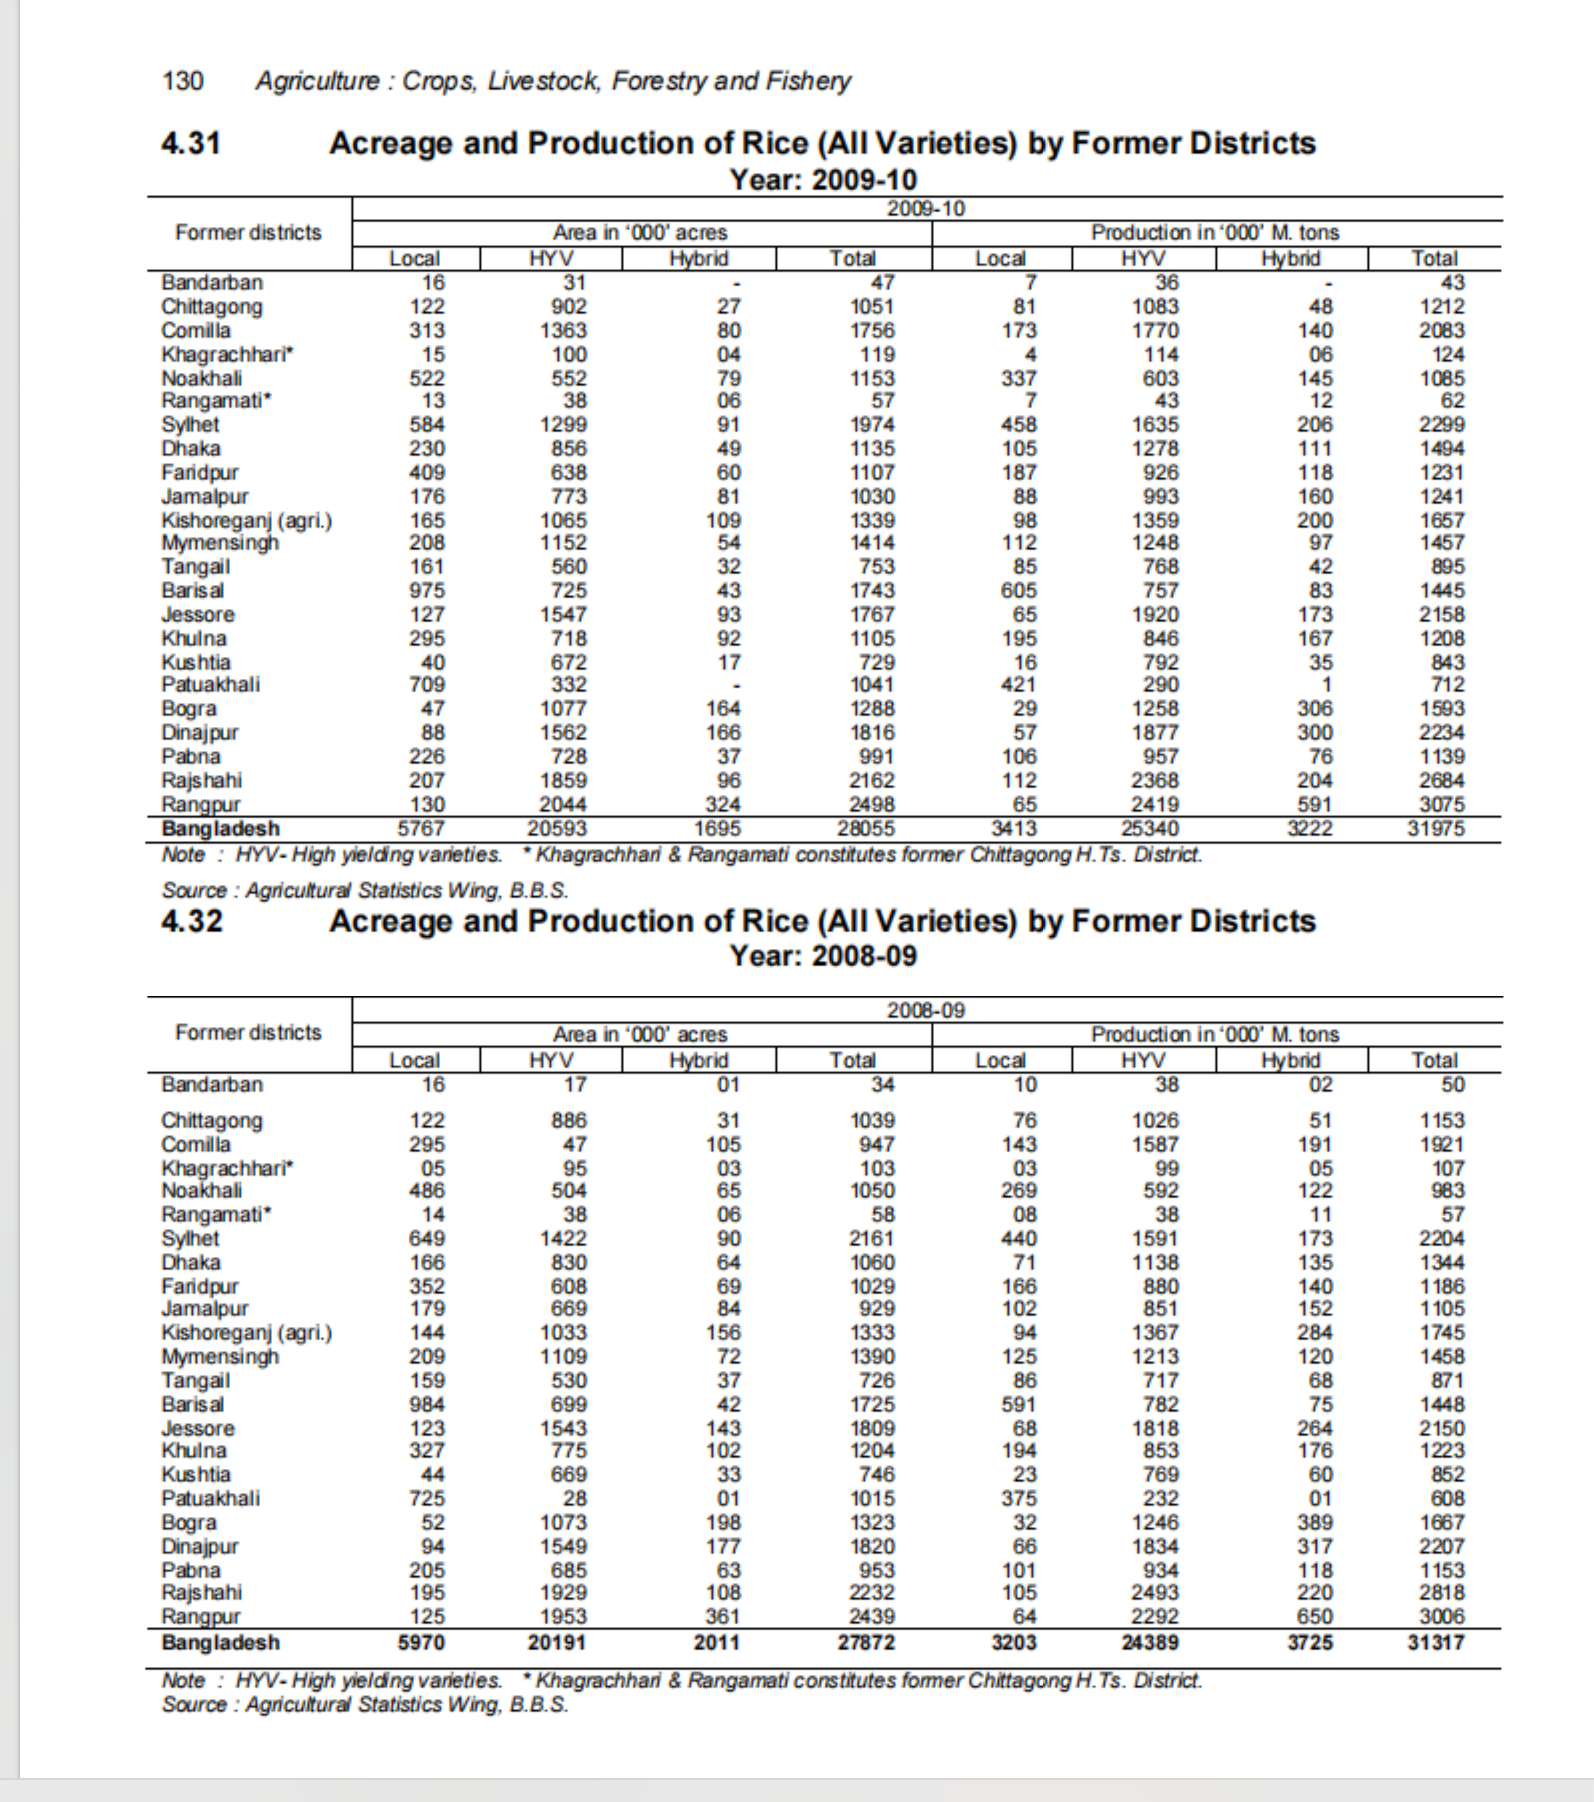 130 Agriculture : Crops, Livestock, Forestry and Fishery
4.31 Acreage and Production of Rice (All Varieties) by Former Districts
Year: 2009-10
2009-10
Former districts Area in ‘000’ acres Production in ‘000’ M. tons
Local HYV Hybrid Total Local HYV Hybrid Total
Bandarban 16 31 - 47 7 36 - 43
Chittagong 122 902 27 1051 81 1083 48 1212
Comilla 313 1363 80 1756 173 1770 140 2083
Khagrachhari* 15 100 04 119 4 114 06 124
Noakhali 522 552 79 1153 337 603 145 1085
Rangamati* 13 38 06 57 7 43 12 62
Sylhet 584 1299 91 1974 458 1635 206 2299
Dhaka 230 856 49 1135 105 1278 111 1494
Faridpur 409 638 60 1107 187 926 118 1231
Jamalpur 176 773 81 1030 88 993 160 1241
Kishoreganj (agri.) 165 1065 109 1339 98 1359 200 1657
Mymensingh 208 1152 54 1414 112 1248 97 1457
Tangail 161 560 32 753 85 768 42 895
Barisal 975 725 43 1743 605 757 83 1445
Jessore 127 1547 93 1767 65 1920 173 2158
Khulna 295 718 92 1105 195 846 167 1208
Kushtia 40 672 17 729 16 792 35 843
Patuakhali 709 332 - 1041 421 290 1 712
Bogra 47 1077 164 1288 29 1258 306 1593
Dinajpur 88 1562 166 1816 57 1877 300 2234
Pabna 226 728 37 991 106 957 76 1139
Rajshahi 207 1859 96 2162 112 2368 204 2684
Rangpur 130 2044 324 2498 65 2419 591 3075
Bangladesh 5767 20593 1695 28055 3413 25340 3222 31975
Note : HYV- High yielding varieties. * Khagrachhari & Rangamati constitutes former Chittagong H.Ts. District.
Source : Agricultural Statistics Wing, B.B.S.
4.32 Acreage and Production of Rice (All Varieties) by Former Districts
Year: 2008-09
2008-09
Former districts Area in ‘000’ acres Production in ‘000’ M. tons
Local HYV Hybrid Total Local HYV Hybrid Total
Bandarban 16 17 01 34 10 38 02 50
Chittagong 122 886 31 1039 76 1026 51 1153
Comilla 295 47 105 947 143 1587 191 1921
Khagrachhari* 05 95 03 103 03 99 05 107
Noakhali 486 504 65 1050 269 592 122 983
Rangamati* 14 38 06 58 08 38 11 57
Sylhet 649 1422 90 2161 440 1591 173 2204
Dhaka 166 830 64 1060 71 1138 135 1344
Faridpur 352 608 69 1029 166 880 140 1186
Jamalpur 179 669 84 929 102 851 152 1105
Kishoreganj (agri.) 144 1033 156 1333 94 1367 284 1745
Mymensingh 209 1109 72 1390 125 1213 120 1458
Tangail 159 530 37 726 86 717 68 871
Barisal 984 699 42 1725 591 782 75 1448
Jessore 123 1543 143 1809 68 1818 264 2150
Khulna 327 775 102 1204 194 853 176 1223
Kushtia 44 669 33 746 23 769 60 852
Patuakhali 725 28 01 1015 375 232 01 608
Bogra 52 1073 198 1323 32 1246 389 1667
Dinajpur 94 1549 177 1820 66 1834 317 2207
Pabna 205 685 63 953 101 934 118 1153
Rajshahi 195 1929 108 2232 105 2493 220 2818
Rangpur 125 1953 361 2439 64 2292 650 3006
Bangladesh 5970 20191 2011 27872 3203 24389 3725 31317
Note : HYV- High yielding varieties. * Khagrachhari & Rangamati constitutes former Chittagong H.Ts. District.
Source : Agricultural Statistics Wing, B.B.S.